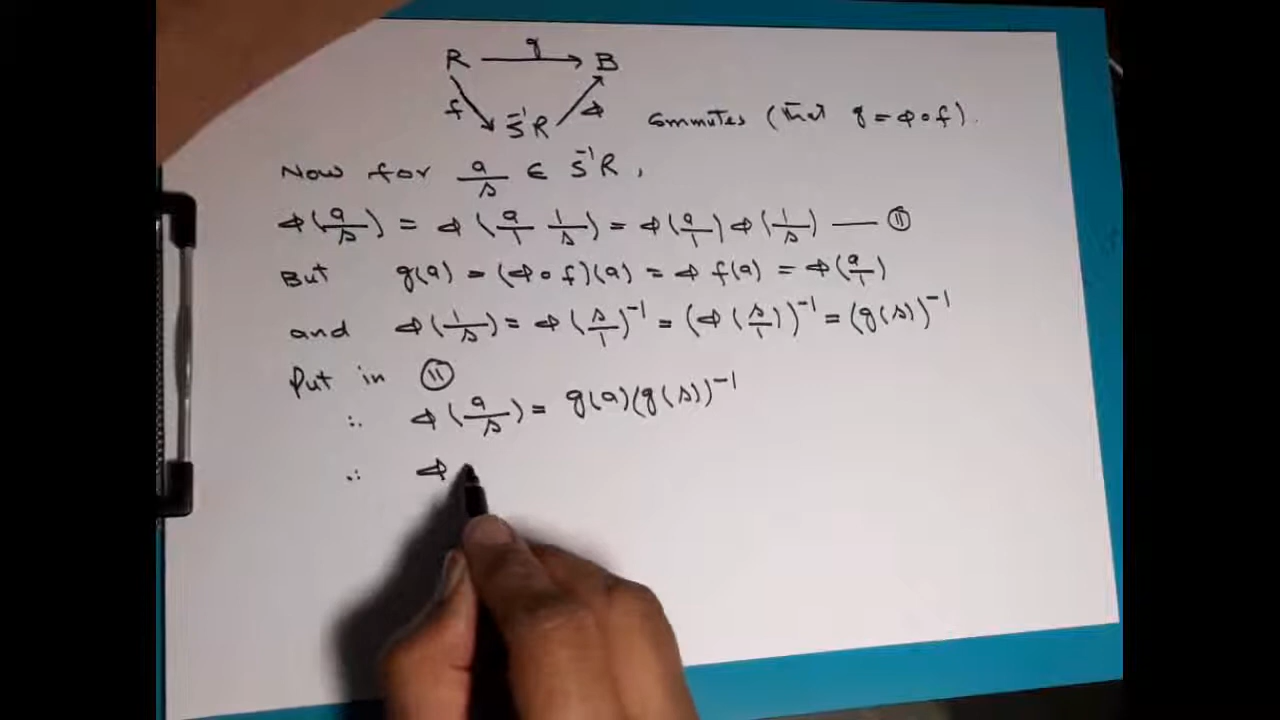 R g B
f S⁻¹R φ commutes (that g = φ∘f).
Now for a/s ∈ S⁻¹R,
φ(a/s) = φ(a/1 1/s) = φ(a/1) φ(1/s) — (11)
But g(a) = (φ∘f)(a) = φ f(a) = φ(a/1)
and φ(1/s) = φ(s/1)⁻¹ = (φ(s/1))⁻¹ = (g(s))⁻¹
Put in (11)
∴ φ(a/s) = g(a)(g(s))⁻¹
∴ φ